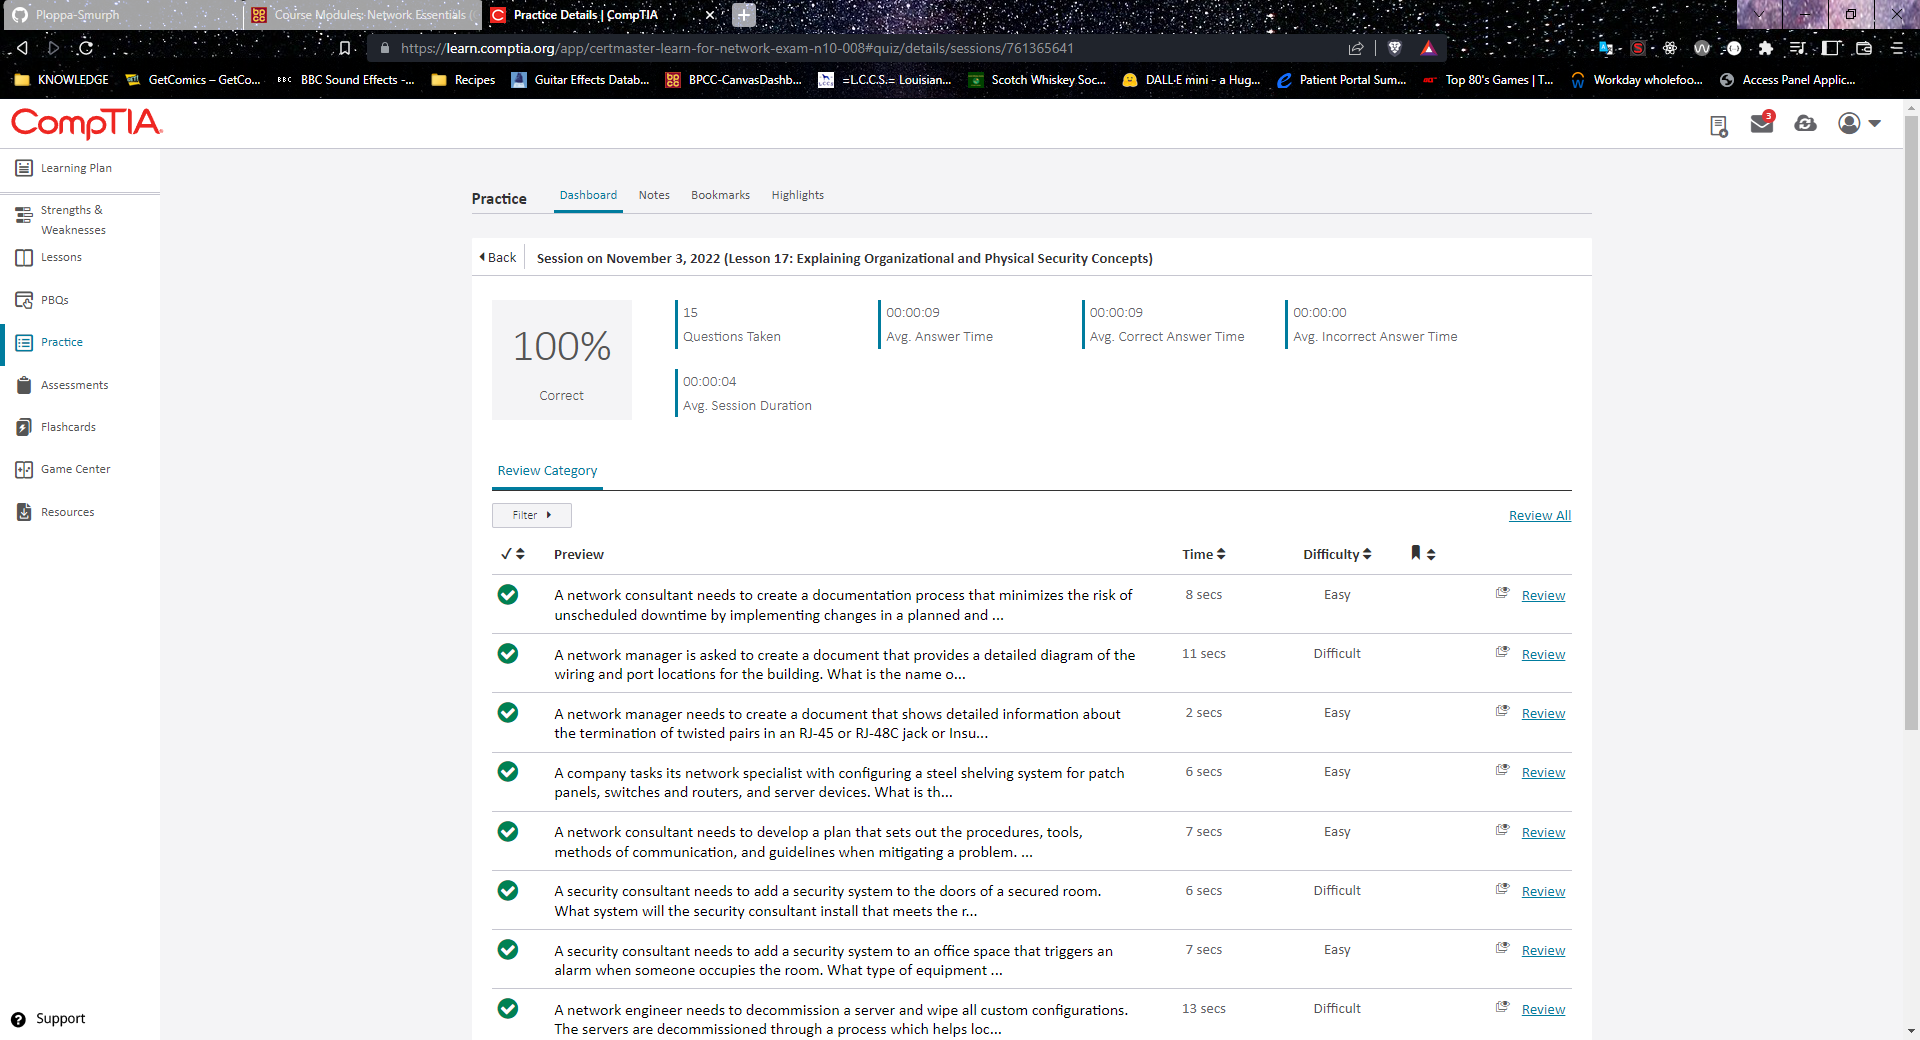 Ploppa-Smurph
Course Modules: Network Essentials (
Practice Details | CompTIA
https://learn.comptia.org/app/certmaster-learn-for-network-exam-n10-008#quiz/details/sessions/761365641
KNOWLEDGE
GetComics – GetCo...
BBC Sound Effects -...
Recipes
Guitar Effects Datab...
BPCC-CanvasDashb...
=L.C.C.S.= Louisian...
Scotch Whiskey Soc...
DALL·E mini - a Hug...
Patient Portal Sum...
Top 80's Games | T...
Workday wholefoo...
Access Panel Applic...
CompTIA.
3
Learning Plan
Strengths &
Weaknesses
Lessons
PBQs
Practice
Assessments
Flashcards
Game Center
Resources
Support
Practice
Dashboard
Notes
Bookmarks
Highlights
Back
Session on November 3, 2022 (Lesson 17: Explaining Organizational and Physical Security Concepts)
100%
Correct
15
Questions Taken
00:00:09
Avg. Answer Time
00:00:09
Avg. Correct Answer Time
00:00:00
Avg. Incorrect Answer Time
00:00:04
Avg. Session Duration
Review Category
Filter
Review All
Preview
Time
Difficulty
A network consultant needs to create a documentation process that minimizes the risk of
unscheduled downtime by implementing changes in a planned and ...
8 secs
Easy
Review
A network manager is asked to create a document that provides a detailed diagram of the
wiring and port locations for the building. What is the name o...
11 secs
Difficult
Review
A network manager needs to create a document that shows detailed information about
the termination of twisted pairs in an RJ-45 or RJ-48C jack or Insu...
2 secs
Easy
Review
A company tasks its network specialist with configuring a steel shelving system for patch
panels, switches and routers, and server devices. What is th...
6 secs
Easy
Review
A network consultant needs to develop a plan that sets out the procedures, tools,
methods of communication, and guidelines when mitigating a problem. ...
7 secs
Easy
Review
A security consultant needs to add a security system to the doors of a secured room.
What system will the security consultant install that meets the r...
6 secs
Difficult
Review
A security consultant needs to add a security system to an office space that triggers an
alarm when someone occupies the room. What type of equipment ...
7 secs
Easy
Review
A network engineer needs to decommission a server and wipe all custom configurations.
The servers are decommissioned through a process which helps loc...
13 secs
Difficult
Review